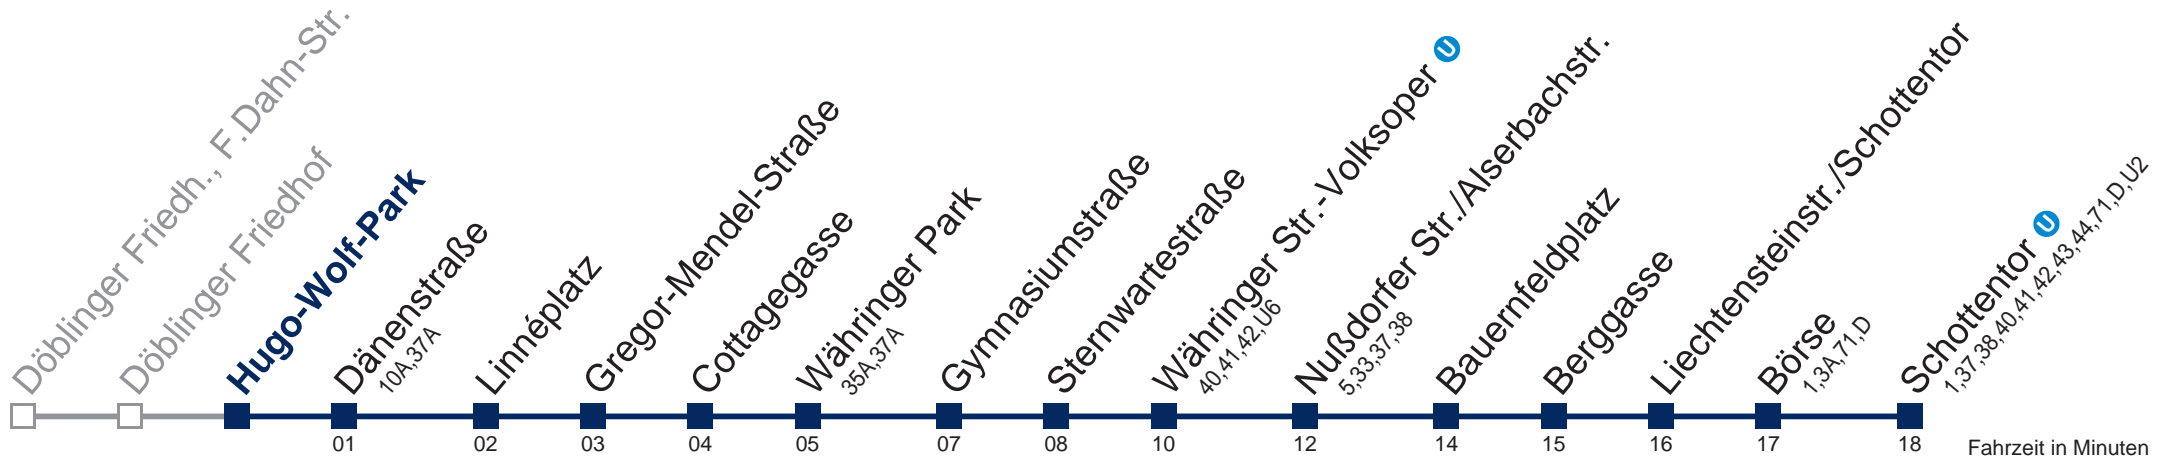 Döblinger Friedh., F.Dahn-Str.
Döblinger Friedhof
Hugo-Wolf-Park
Dänenstraße
10A,37A
Linnéplatz
Gregor-Mendel-Straße
Cottagegasse
Währinger Park
35A,37A
Gymnasiumstraße
Sternwartestraße
Währinger Str.-Volksoper U
40,41,42,U6
Nußdorfer Str./Alserbachstr.
5,33,37,38
Bauernfeldplatz
Berggasse
Liechtensteinstr./Schottentor
Börse
1,3A,71,D
Schottentor U
1,37,38,40,41,42,43,44,71,D,U2
01 02 03 04 05 07 08 10 12 14 15 16 17 18 Fahrzeit in Minuten